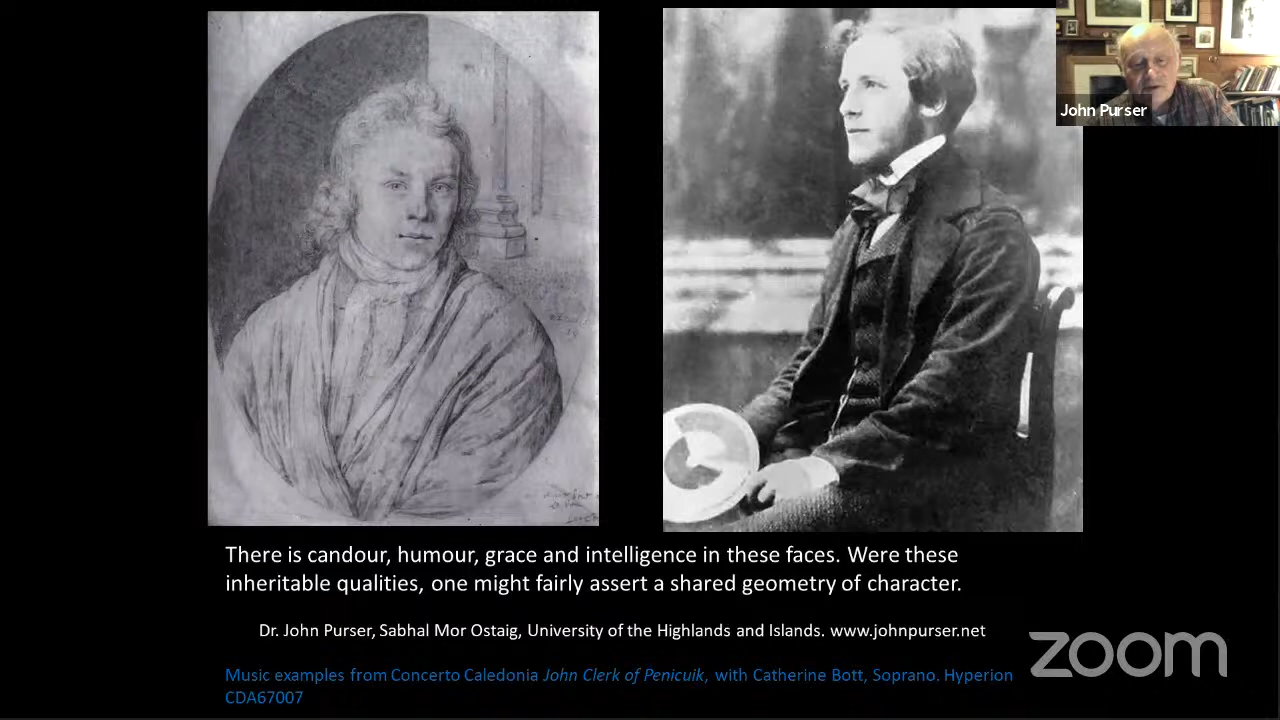 John Purser
There is candour, humour, grace and intelligence in these faces. Were these
inheritable qualities, one might fairly assert a shared geometry of character.
Dr. John Purser, Sabhal Mor Ostaig, University of the Highlands and Islands. www.johnpurser.net
zoom
Music examples from Concerto Caledonia John Clerk of Penicuik, with Catherine Bott, Soprano. Hyperion
CDA67007